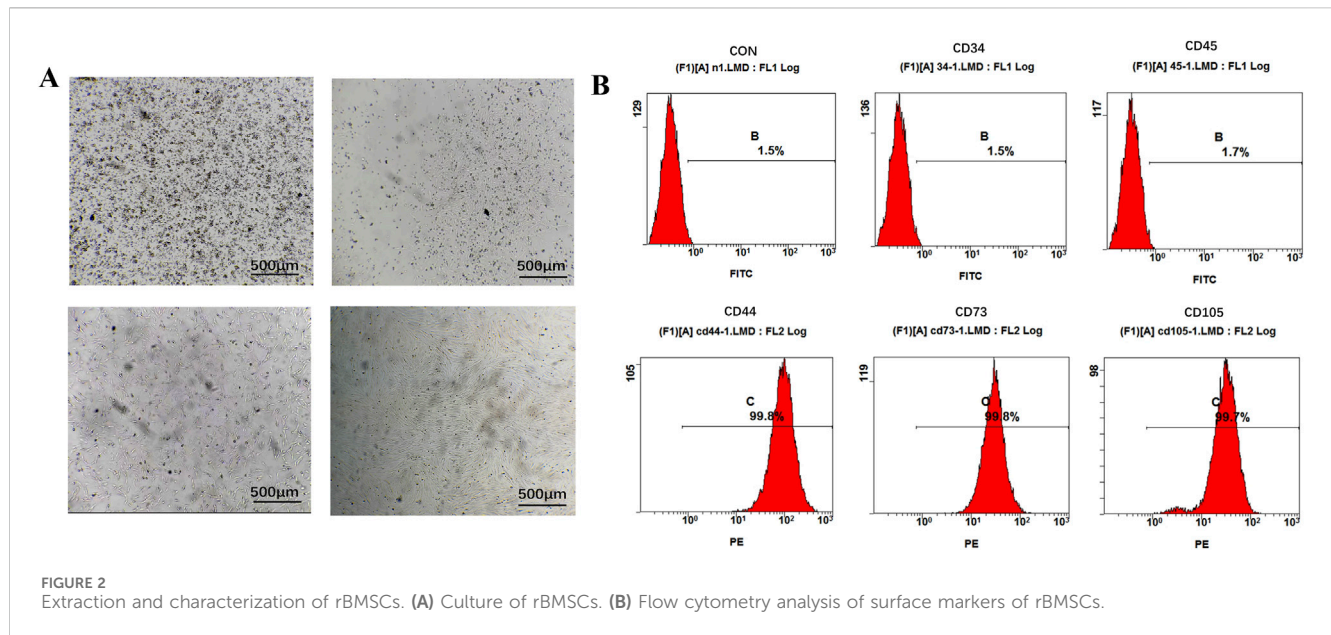 A
500μm
500μm
500μm
500μm
B
CON
(F1)[A] n1.LMD : FL1 Log
129
B
1.5%
10⁰ 10¹ 10² 10³
FITC
CD34
(F1)[A] 34-1.LMD : FL1 Log
136
B
1.5%
10⁰ 10¹ 10² 10³
FITC
CD45
(F1)[A] 45-1.LMD : FL1 Log
117
B
1.7%
10⁰ 10¹ 10² 10³
FITC
CD44
(F1)[A] cd44-1.LMD : FL2 Log
105
C
99.8%
10⁰ 10¹ 10² 10³
PE
CD73
(F1)[A] cd73-1.LMD : FL2 Log
119
C
99.8%
10⁰ 10¹ 10² 10³
PE
CD105
(F1)[A] cd105-1.LMD : FL2 Log
98
C
99.7%
10⁰ 10¹ 10² 10³
PE
FIGURE 2
Extraction and characterization of rBMSCs. (A) Culture of rBMSCs. (B) Flow cytometry analysis of surface markers of rBMSCs.